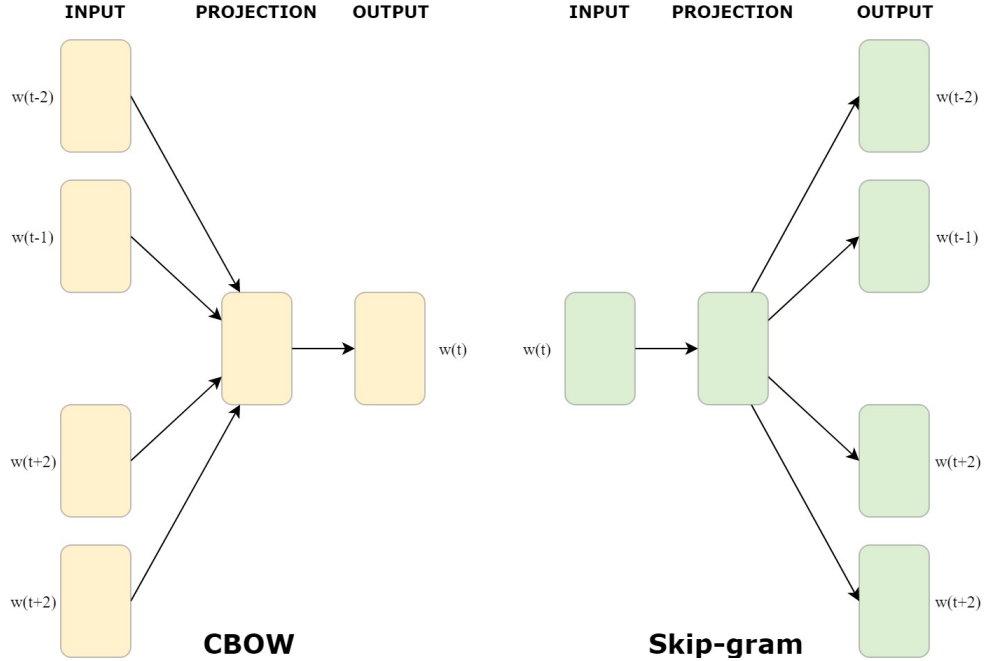 INPUT PROJECTION OUTPUT
w(t-2)
w(t-1)
w(t)
w(t+2)
w(t+2)
CBOW
INPUT PROJECTION OUTPUT
w(t-2)
w(t-1)
w(t)
w(t+2)
w(t+2)
Skip-gram